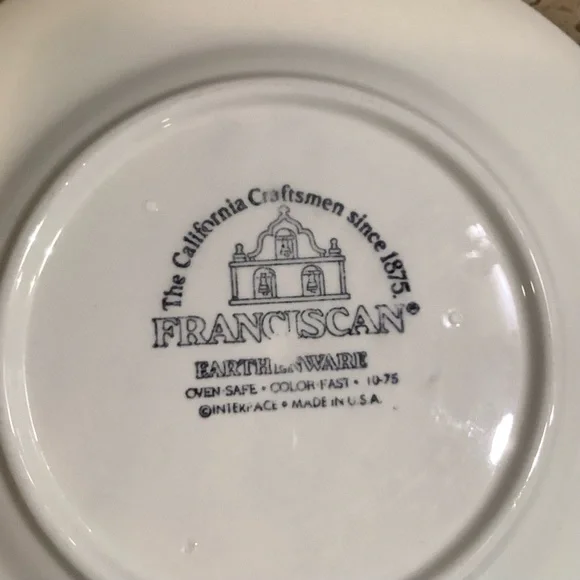 The California Craftsmen since 1875.
FRANCISCAN®
EARTHENWARE
OVEN-SAFE • COLOR-FAST • 10-75
©INTERPACE • MADE IN U.S.A.